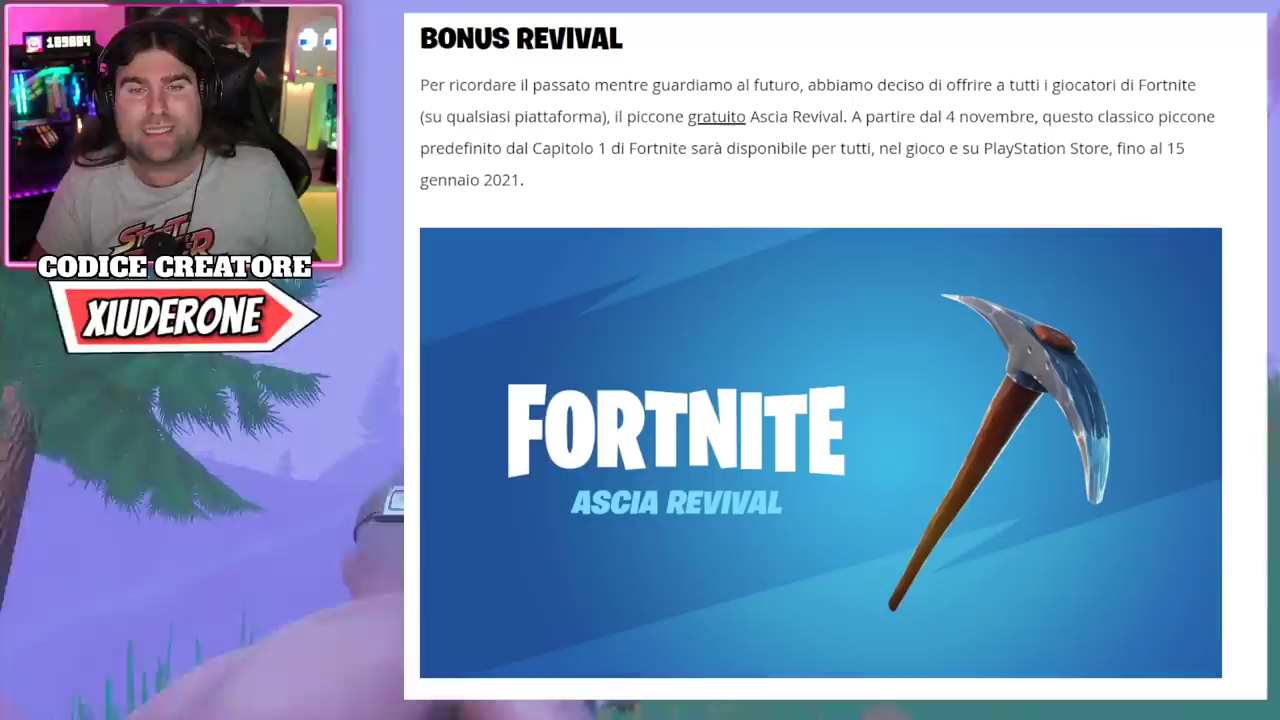 189884
CODICE CREATORE
XIUDERONE
BONUS REVIVAL
Per ricordare il passato mentre guardiamo al futuro, abbiamo deciso di offrire a tutti i giocatori di Fortnite
(su qualsiasi piattaforma), il piccone gratuito Ascia Revival. A partire dal 4 novembre, questo classico piccone
predefinito dal Capitolo 1 di Fortnite sarà disponibile per tutti, nel gioco e su PlayStation Store, fino al 15
gennaio 2021.
FORTNITE
ASCIA REVIVAL